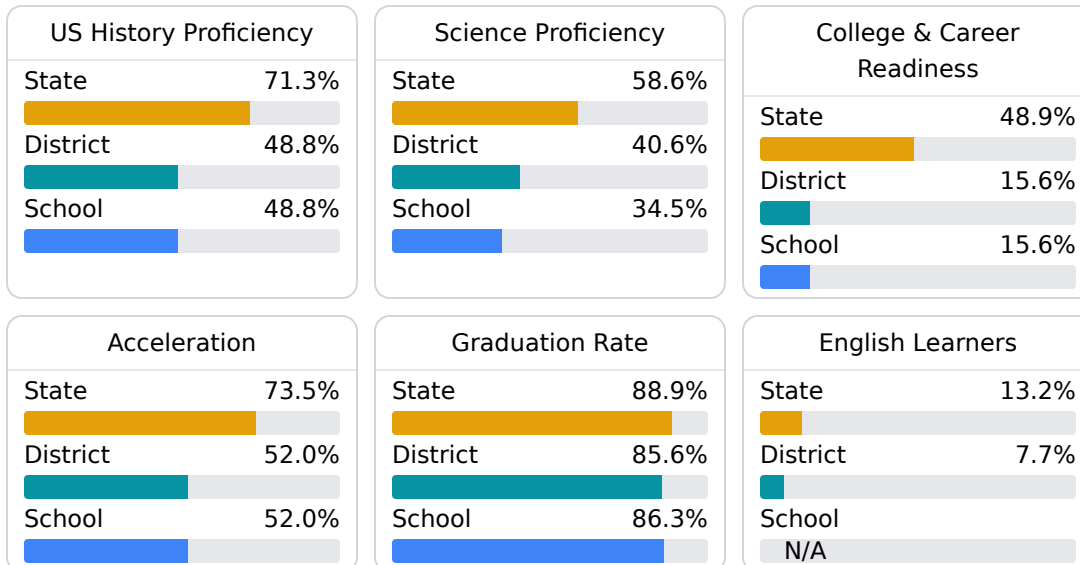 US History Proficiency
State 71.3%
District 48.8%
School 48.8%
Science Proficiency
State 58.6%
District 40.6%
School 34.5%
College & Career
Readiness
State 48.9%
District 15.6%
School 15.6%
Acceleration
State 73.5%
District 52.0%
School 52.0%
Graduation Rate
State 88.9%
District 85.6%
School 86.3%
English Learners
State 13.2%
District 7.7%
School
N/A